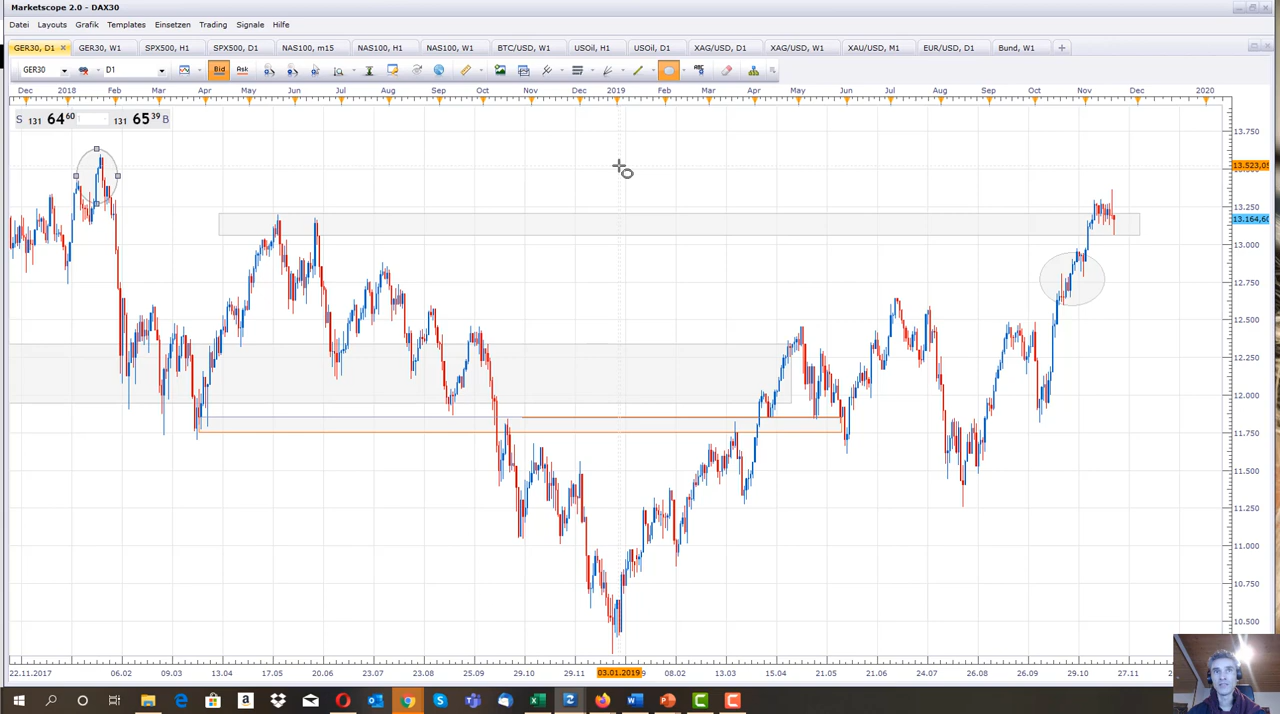 Marketscope 2.0 - DAX30
Datei Layouts Grafik Templates Einsetzen Trading Signale Hilfe
GER30, D1 GER30, W1 SPX500, H1 SPX500, D1 NAS100, m15 NAS100, H1 NAS100, W1 BTC/USD, W1 USOil, H1 USOil, D1 XAG/USD, W1 XAU/USD, M1 EUR/USD, D1 Bund, W1
GER30 D1 Bid Ask
Dec 2018 Feb Mar Apr May Jun Jul Aug Sep Oct Nov Dec 2019 Feb Mar Apr May Jun Jul Aug Sep Oct Nov Dec 2020
S 131 64 60 131 65 39 B
13.750
13.523,05
13.250
13.164,60
13.000
12.750
12.500
12.250
12.000
11.750
11.500
11.250
11.000
10.750
10.500
22.11.2017 06.02 09.03 13.04 18.05 20.06 23.07 23.08 25.09 26.10 29.11 03.01.2019 08.02 13.03 15.04 21.05 21.06 24.07 26.08 26.09 29.10 27.11